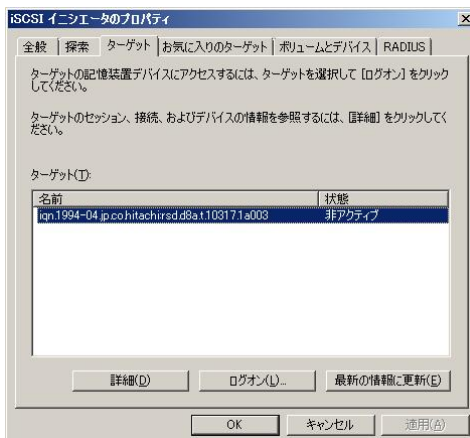 iSCSI イニシエータのプロパティ
全般 探索 ターゲット お気に入りのターゲット ボリュームとデバイス RADIUS
ターゲットの記憶装置デバイスにアクセスするには、ターゲットを選択して [ログオン] をクリック
してください。
ターゲットのセッション、接続、およびデバイスの情報を参照するには、[詳細] をクリックしてく
ださい。
ターゲット(T):
名前 状態
iqn.1994-04.jp.co.hitachi:rsd.d8a.t.10317.1a003 非アクティブ
詳細(D) ログオン(L)... 最新の情報に更新(E)
OK キャンセル 適用(A)